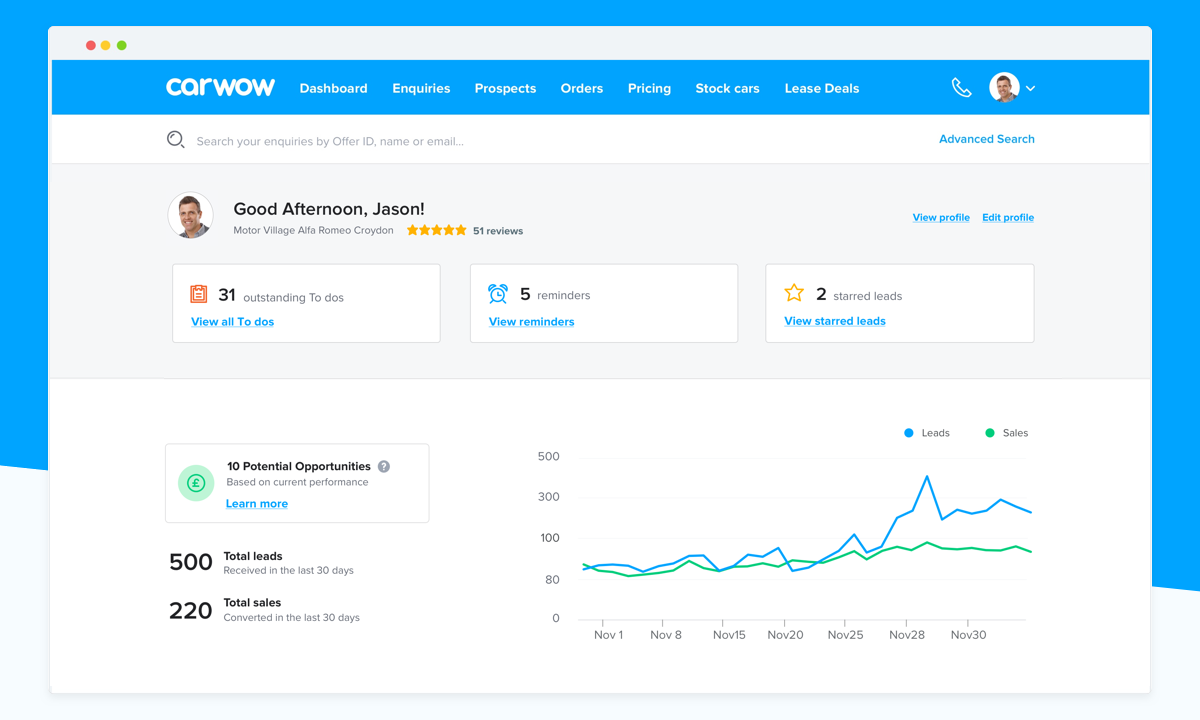 carwow Dashboard Enquiries Prospects Orders Pricing Stock cars Lease Deals
Search your enquiries by Offer ID, name or email... Advanced Search
Good Afternoon, Jason!
Motor Village Alfa Romeo Croydon 51 reviews
View profile Edit profile
31 outstanding To dos
View all To dos
5 reminders
View reminders
2 starred leads
View starred leads
10 Potential Opportunities ?
Based on current performance
Learn more
£
500 Total leads
Received in the last 30 days
220 Total sales
Converted in the last 30 days
Leads Sales
500
300
100
80
0
Nov 1 Nov 8 Nov15 Nov20 Nov25 Nov28 Nov30